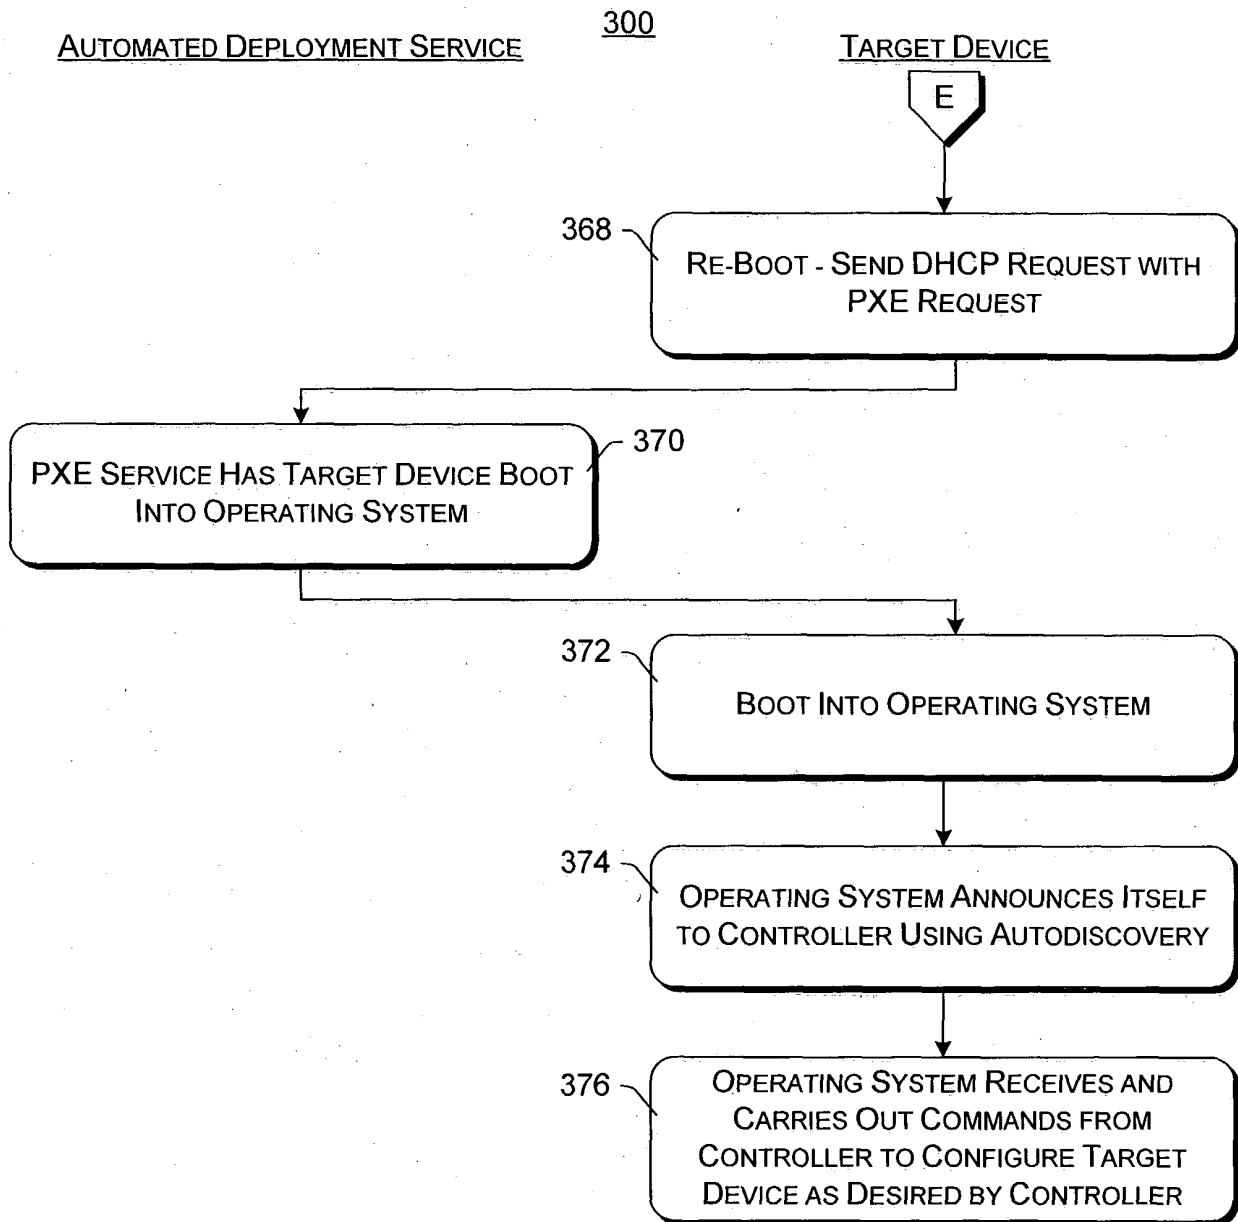 300
AUTOMATED DEPLOYMENT SERVICE
TARGET DEVICE
E
368
RE-BOOT - SEND DHCP REQUEST WITH
PXE REQUEST
370
PXE SERVICE HAS TARGET DEVICE BOOT
INTO OPERATING SYSTEM
372
BOOT INTO OPERATING SYSTEM
374
OPERATING SYSTEM ANNOUNCES ITSELF
TO CONTROLLER USING AUTODISCOVERY
376
OPERATING SYSTEM RECEIVES AND
CARRIES OUT COMMANDS FROM
CONTROLLER TO CONFIGURE TARGET
DEVICE AS DESIRED BY CONTROLLER